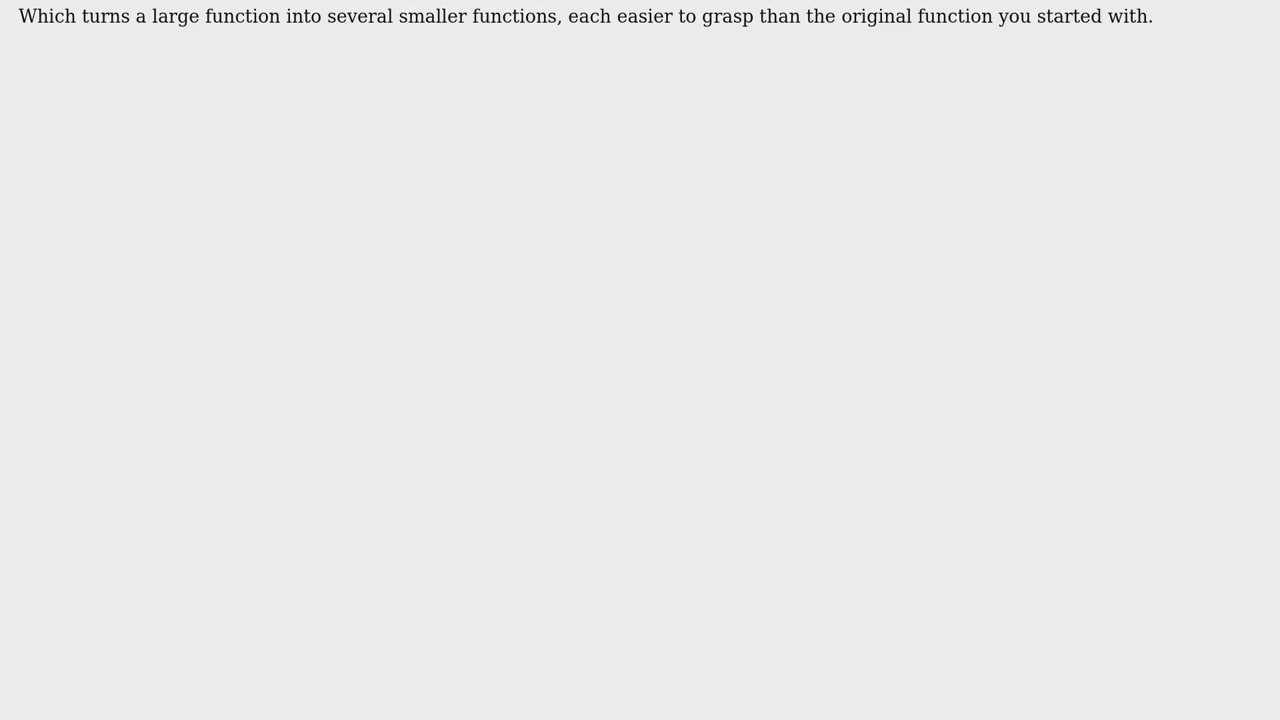 Which turns a large function into several smaller functions, each easier to grasp than the original function you started with.